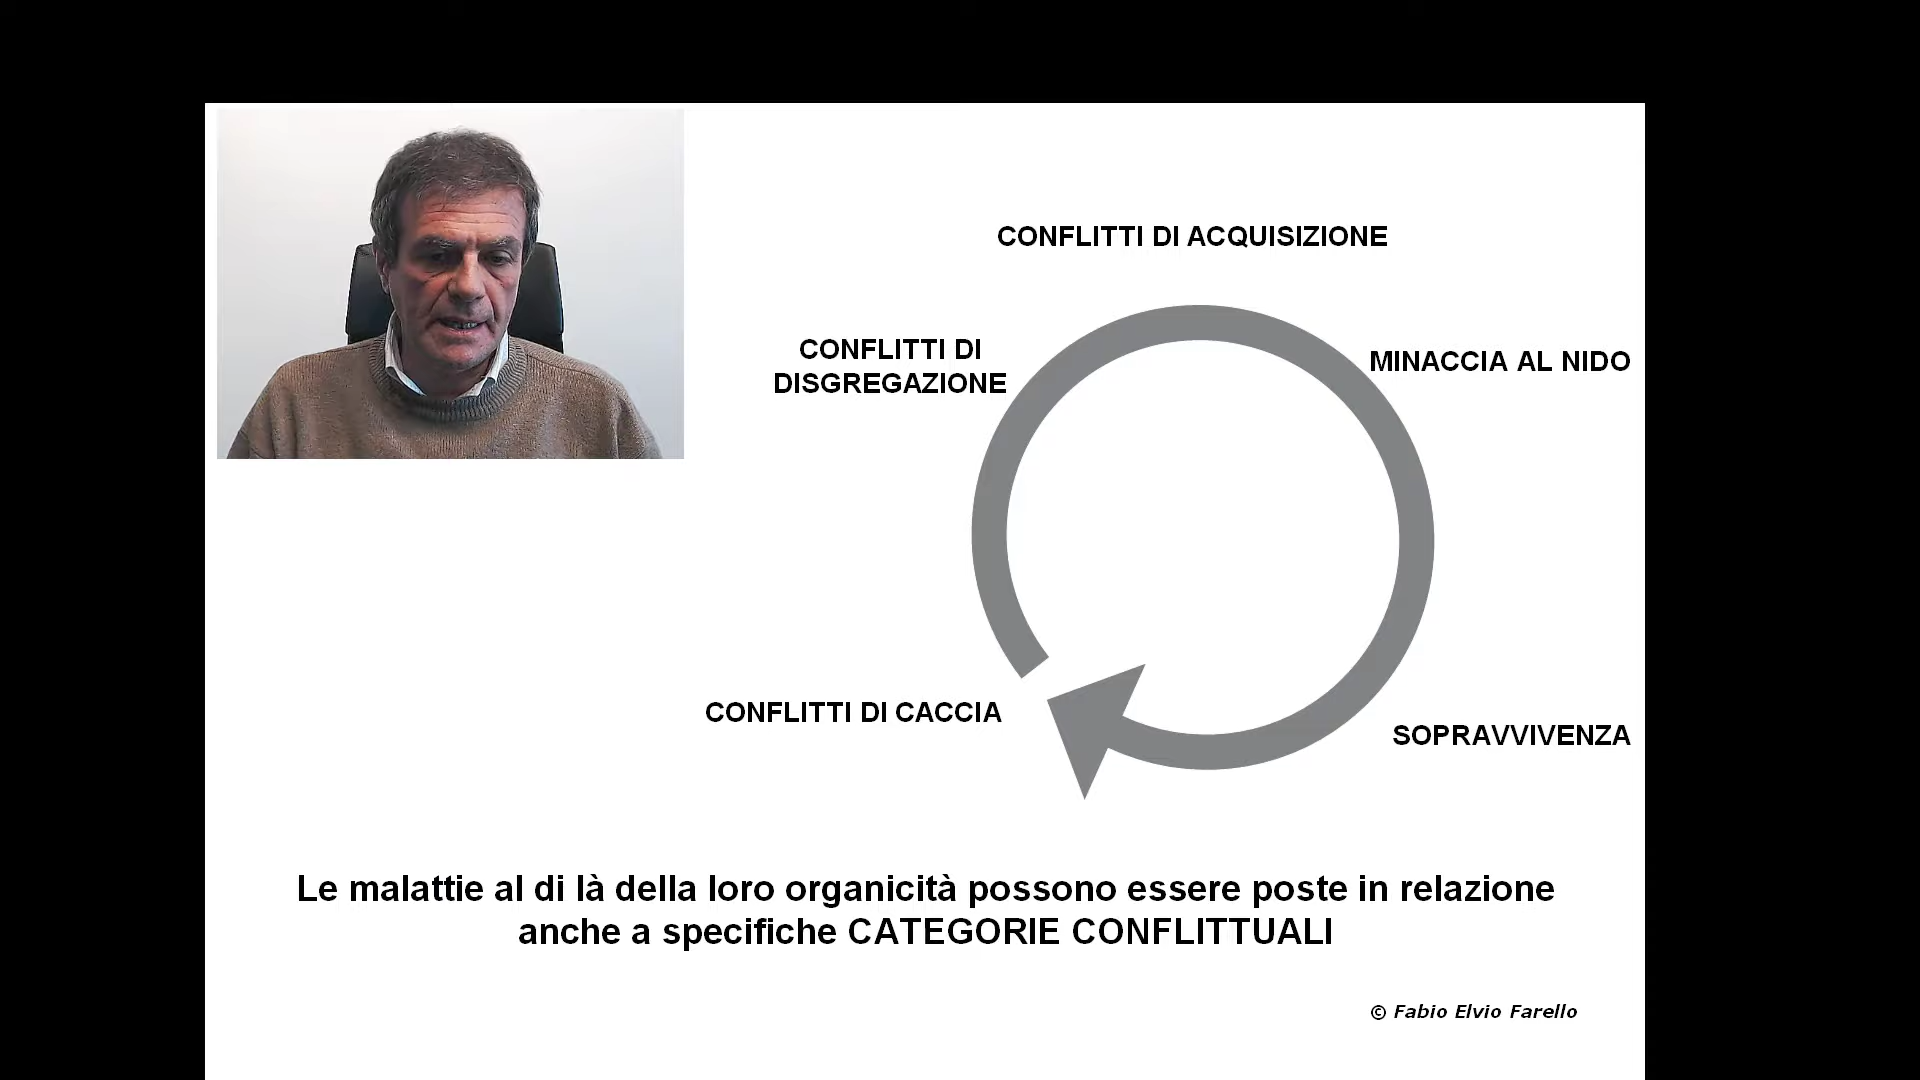 CONFLITTI DI ACQUISIZIONE
CONFLITTI DI
DISGREGAZIONE
MINACCIA AL NIDO
CONFLITTI DI CACCIA
SOPRAVVIVENZA
Le malattie al di là della loro organicità possono essere poste in relazione
anche a specifiche CATEGORIE CONFLITTUALI
© Fabio Elvio Farello